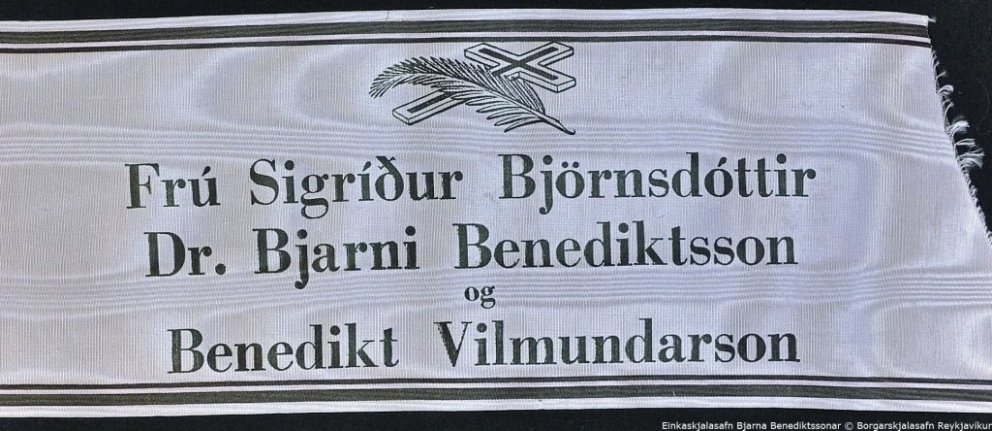 Frú Sigríður Björnsdóttir
Dr. Bjarni Benediktsson
og
Benedikt Vilmundarson
Einkaskjalasafn Bjarna Benediktssonar © Borgarskjalasafn Reykjavíkur